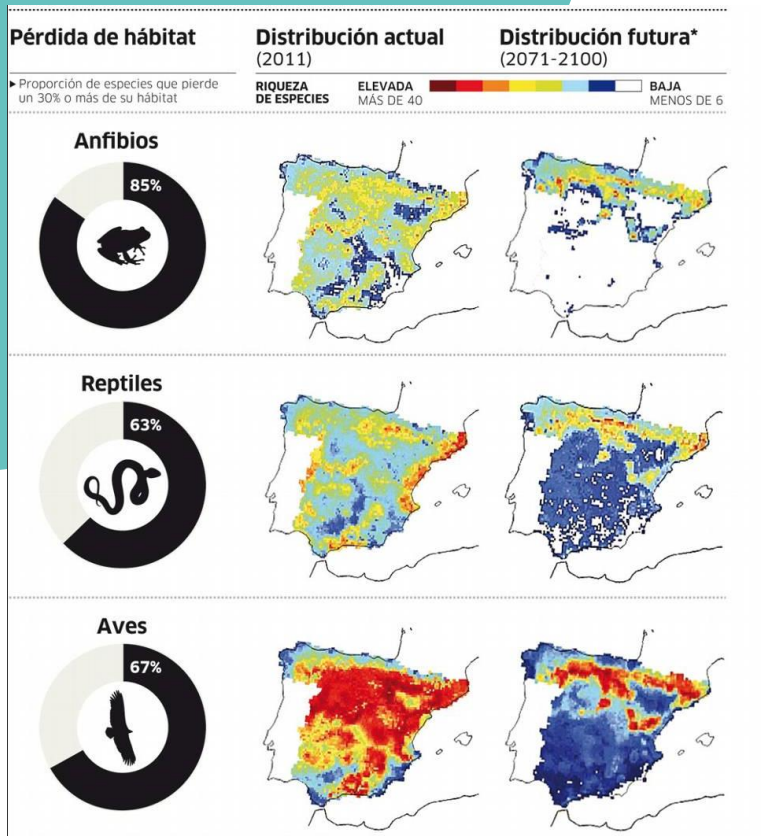 Pérdida de hábitat
▶ Proporción de especies que pierde
un 30% o más de su hábitat
Distribución actual
(2011)
Distribución futura*
(2071-2100)
RIQUEZA
DE ESPECIES
ELEVADA
MÁS DE 40
BAJA
MENOS DE 6
Anfibios
85%
Reptiles
63%
Aves
67%